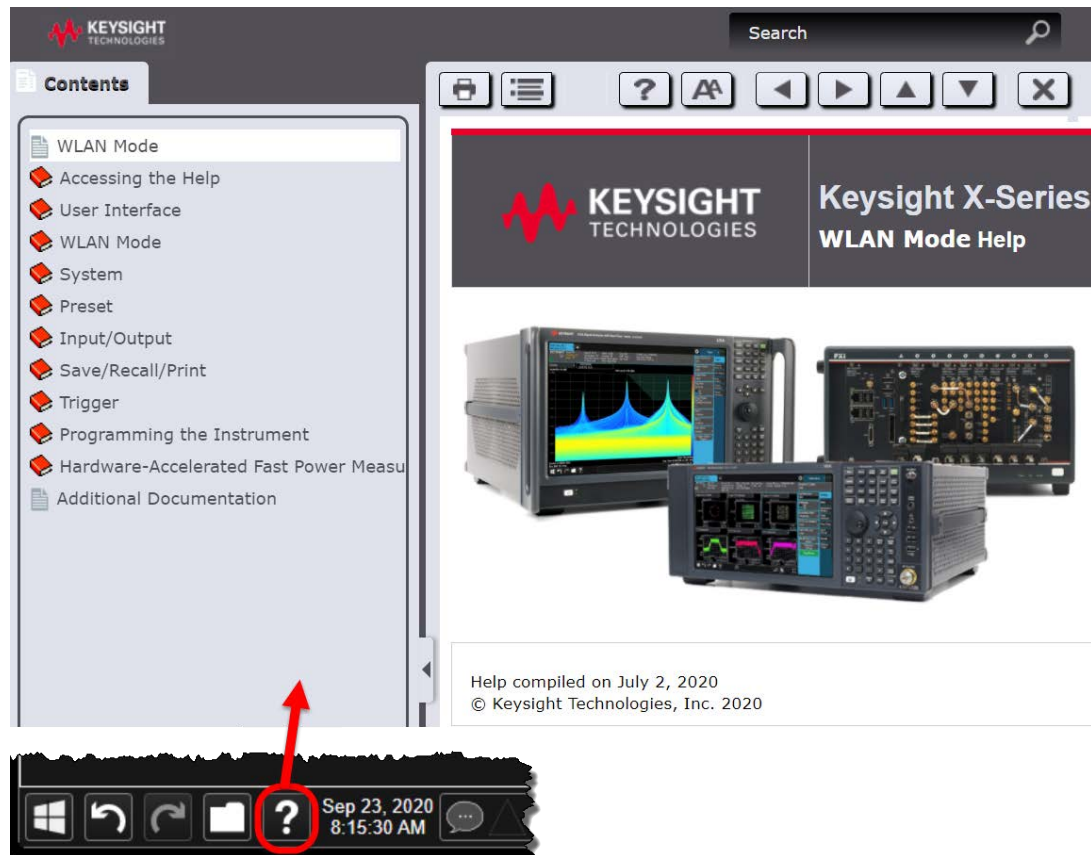 KEYSIGHT
TECHNOLOGIES
Search
Contents
?
AA
WLAN Mode
Accessing the Help
User Interface
WLAN Mode
System
Preset
Input/Output
Save/Recall/Print
Trigger
Programming the Instrument
Hardware-Accelerated Fast Power Measu
Additional Documentation
KEYSIGHT
TECHNOLOGIES
Keysight X-Series
WLAN Mode Help
PXI
Help compiled on July 2, 2020
© Keysight Technologies, Inc. 2020
?
Sep 23, 2020
8:15:30 AM